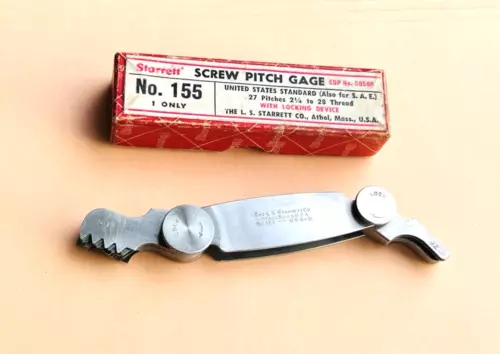 Starrett SCREW PITCH GAGE
No. 155
1 ONLY
UNITED STATES STANDARD (Also for S. A. E.)
27 Pitches 2¼ to 28 Thread
WITH LOCKING DEVICE
THE L. S. STARRETT CO., Athol, Mass., U.S.A.
LOCK